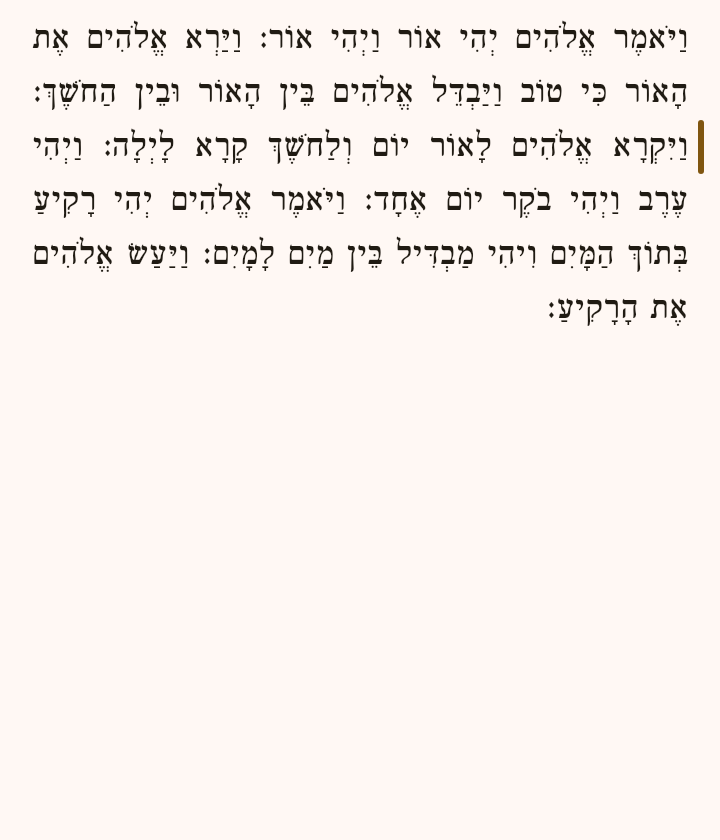 וַיֹּאמֶר אֱלֹהִים יְהִי אוֹר וַיְהִי אוֹר׃ וַיַּרְא אֱלֹהִים אֶת
הָאוֹר כִּי טוֹב וַיַּבְדֵּל אֱלֹהִים בֵּין הָאוֹר וּבֵין הַחֹשֶׁךְ׃
וַיִּקְרָא אֱלֹהִים לָאוֹר יוֹם וְלַחֹשֶׁךְ קָרָא לָיְלָה׃ וַיְהִי
עֶרֶב וַיְהִי בֹקֶר יוֹם אֶחָד׃ וַיֹּאמֶר אֱלֹהִים יְהִי רָקִיעַ
בְּתוֹךְ הַמָּיִם וִיהִי מַבְדִּיל בֵּין מַיִם לָמָיִם׃ וַיַּעַשׂ אֱלֹהִים
אֶת הָרָקִיעַ׃